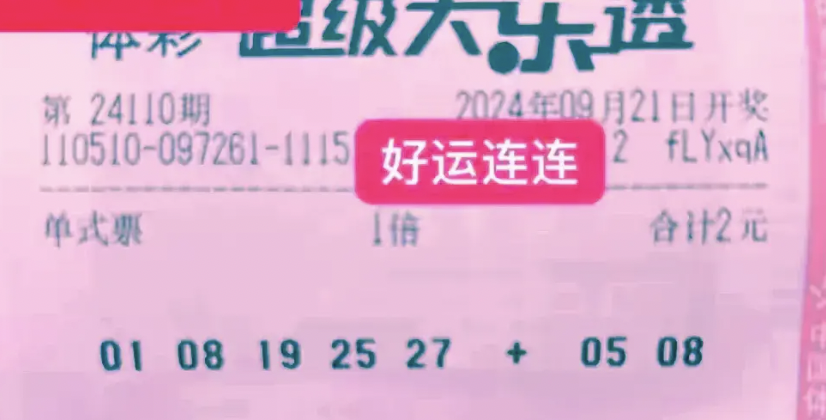 体彩 超级大乐透
第 24110期 2024年09月21日开奖
110510-097261-1115 2 fLYxqA
好运连连
单式票 1倍 合计2元
01 08 19 25 27 + 05 08